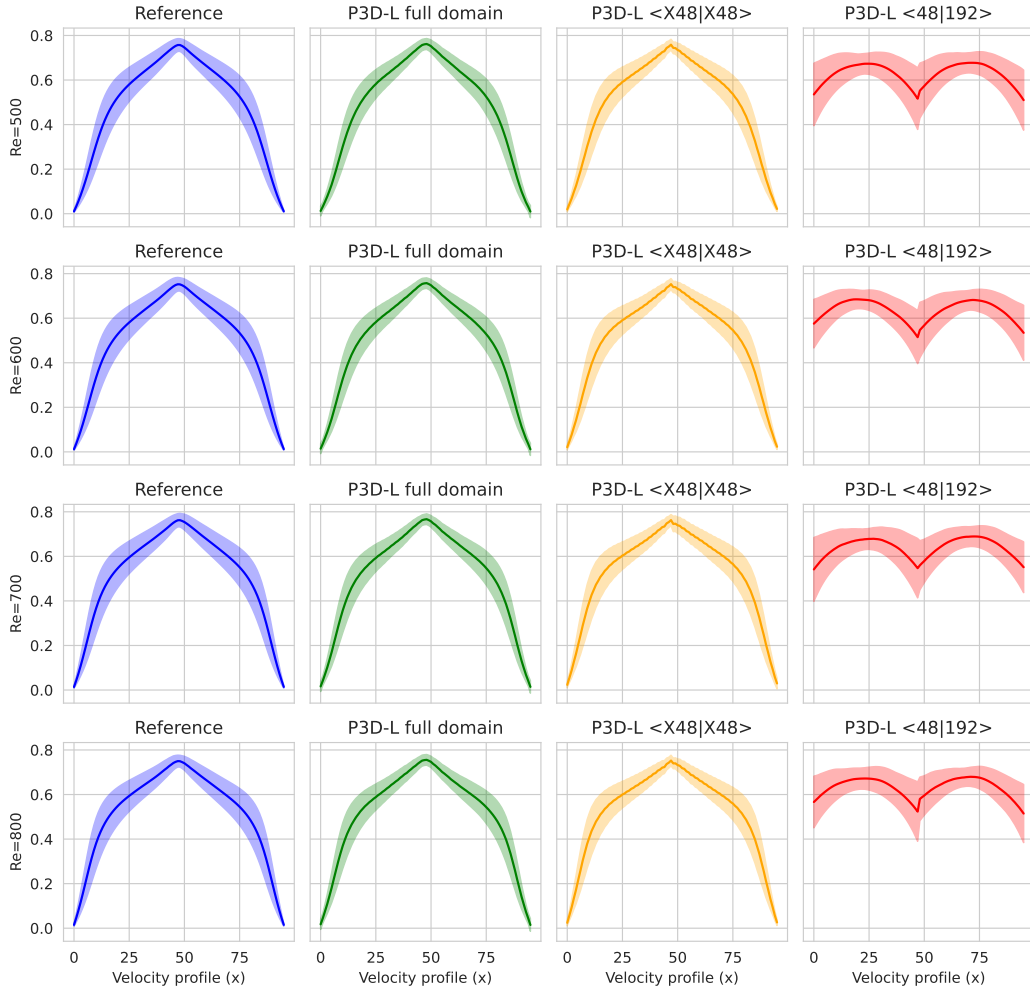 Reference P3D-L full domain P3D-L <X48|X48> P3D-L <48|192>
0.8
0.6
0.4
0.2
0.0
Re=500
Reference P3D-L full domain P3D-L <X48|X48> P3D-L <48|192>
0.8
0.6
0.4
0.2
0.0
Re=600
Reference P3D-L full domain P3D-L <X48|X48> P3D-L <48|192>
0.8
0.6
0.4
0.2
0.0
Re=700
Reference P3D-L full domain P3D-L <X48|X48> P3D-L <48|192>
0.8
0.6
0.4
0.2
0.0
Re=800
0 25 50 75 0 25 50 75 0 25 50 75 0 25 50 75
Velocity profile (x) Velocity profile (x) Velocity profile (x) Velocity profile (x)